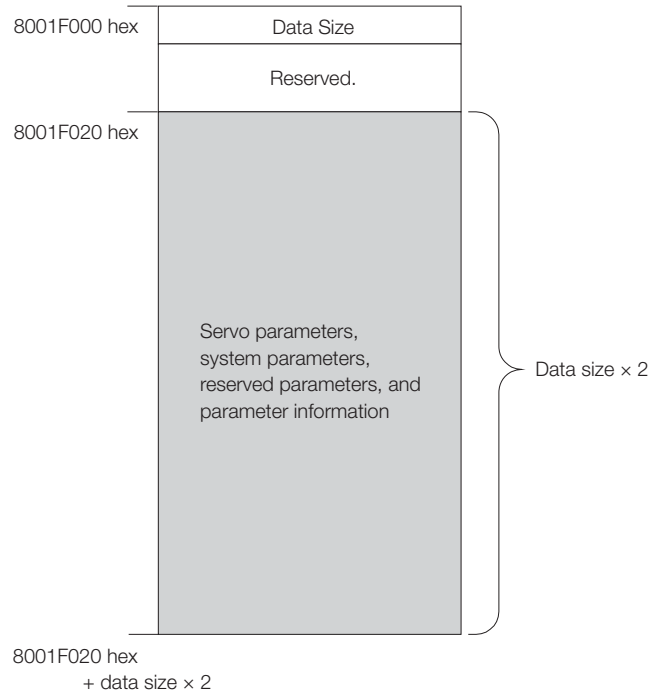 8001F000 hex
Data Size
Reserved.
8001F020 hex
Servo parameters,
system parameters,
reserved parameters, and
parameter information
Data size × 2
8001F020 hex
+ data size × 2